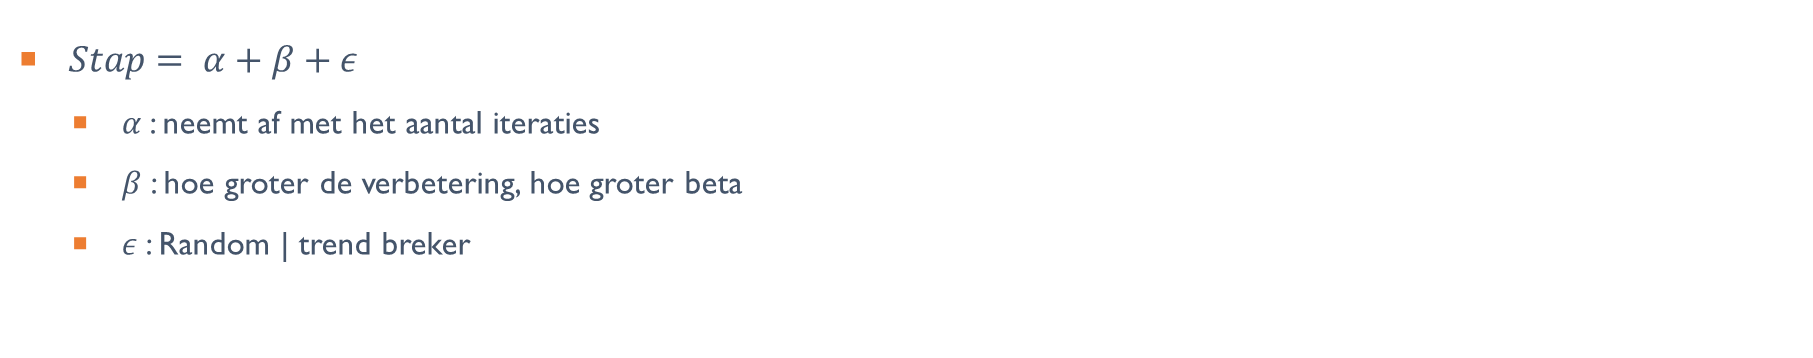 Stap = α + β + ϵ
α : neemt af met het aantal iteraties
β : hoe groter de verbetering, hoe groter beta
ϵ : Random | trend breker